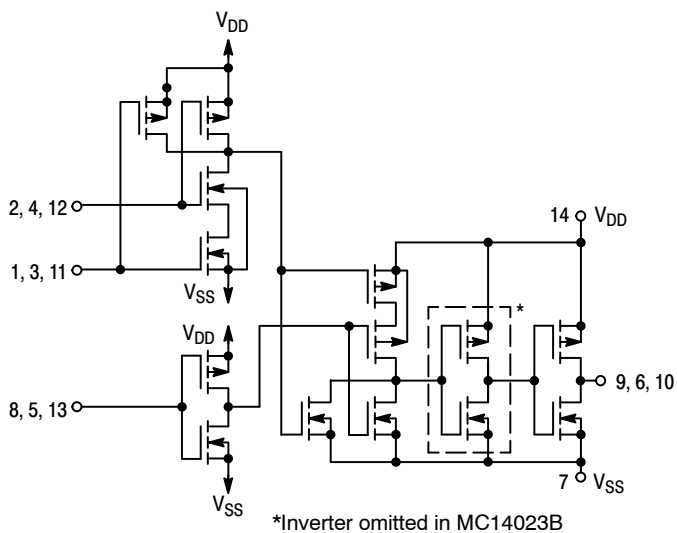 VDD
2, 4, 12
1, 3, 11
VSS
14 VDD
*
VDD
8, 5, 13
9, 6, 10
7 VSS
VSS
*Inverter omitted in MC14023B